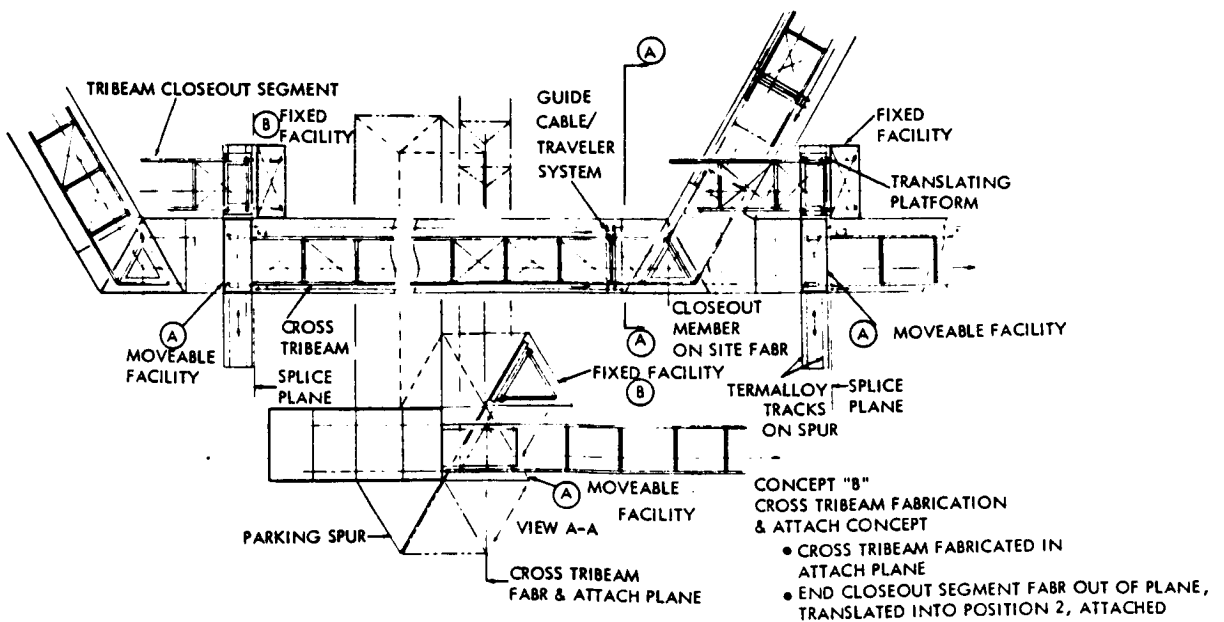 A
TRIBEAM CLOSEOUT SEGMENT
B FIXED
FACILITY
GUIDE
CABLE/
TRAVELER
SYSTEM
FIXED
FACILITY
TRANSLATING
PLATFORM
A
MOVEABLE
FACILITY
CROSS
TRIBEAM
SPLICE
PLANE
A
CLOSEOUT
MEMBER
ON SITE FABR
A MOVEABLE FACILITY
FIXED FACILITY
B
TERMALLOY
TRACKS
ON SPUR
SPLICE
PLANE
A MOVEABLE
FACILITY
VIEW A-A
PARKING SPUR
CROSS TRIBEAM
FABR & ATTACH PLANE
CONCEPT "B"
CROSS TRIBEAM FABRICATION
& ATTACH CONCEPT
• CROSS TRIBEAM FABRICATED IN
ATTACH PLANE
• END CLOSEOUT SEGMENT FABR OUT OF PLANE,
TRANSLATED INTO POSITION 2, ATTACHED